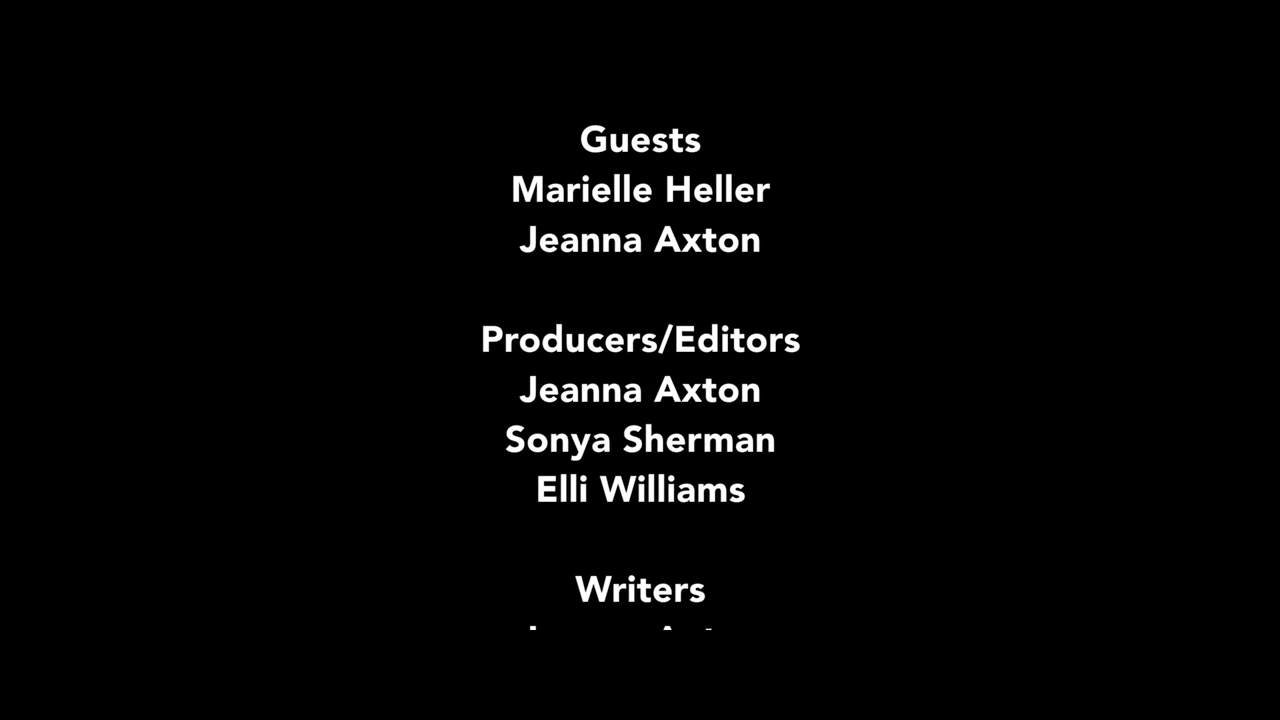 Guests
Marielle Heller
Jeanna Axton
Producers/Editors
Jeanna Axton
Sonya Sherman
Elli Williams
Writers